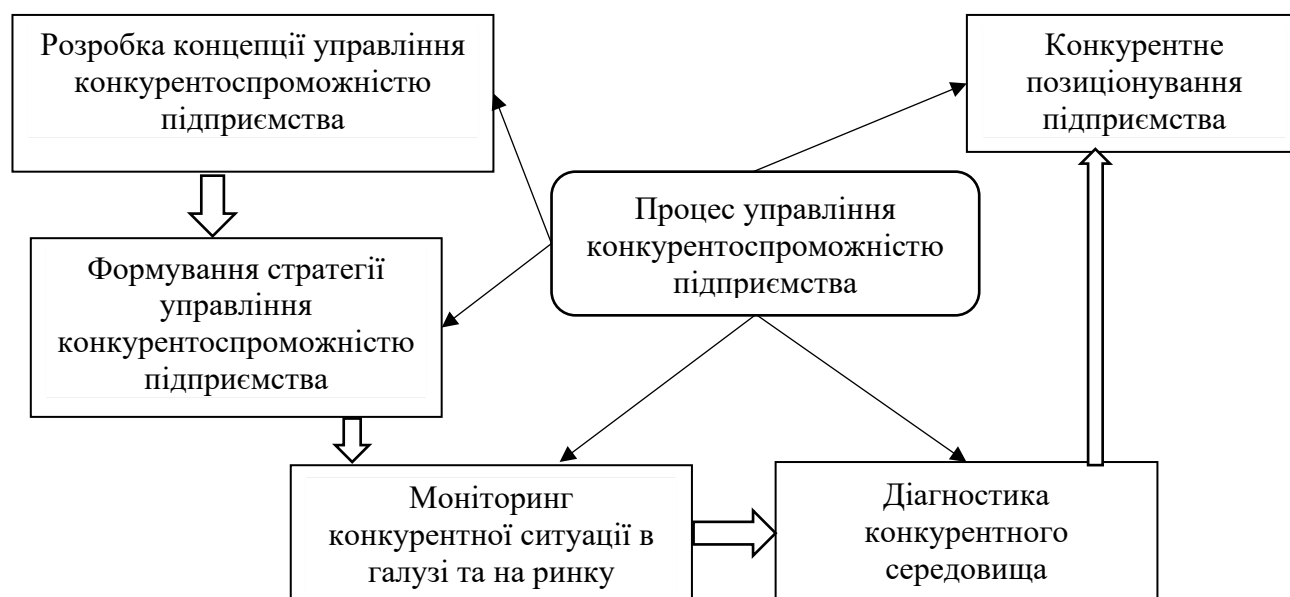 Розробка концепції управління
конкурентоспроможністю
підприємства
Конкурентне
позиціонування
підприємства
Процес управління
конкурентоспроможністю
підприємства
Формування стратегії
управління
конкурентоспроможністю
підприємства
Моніторинг
конкурентної ситуації в
галузі та на ринку
Діагностика
конкурентного
середовища